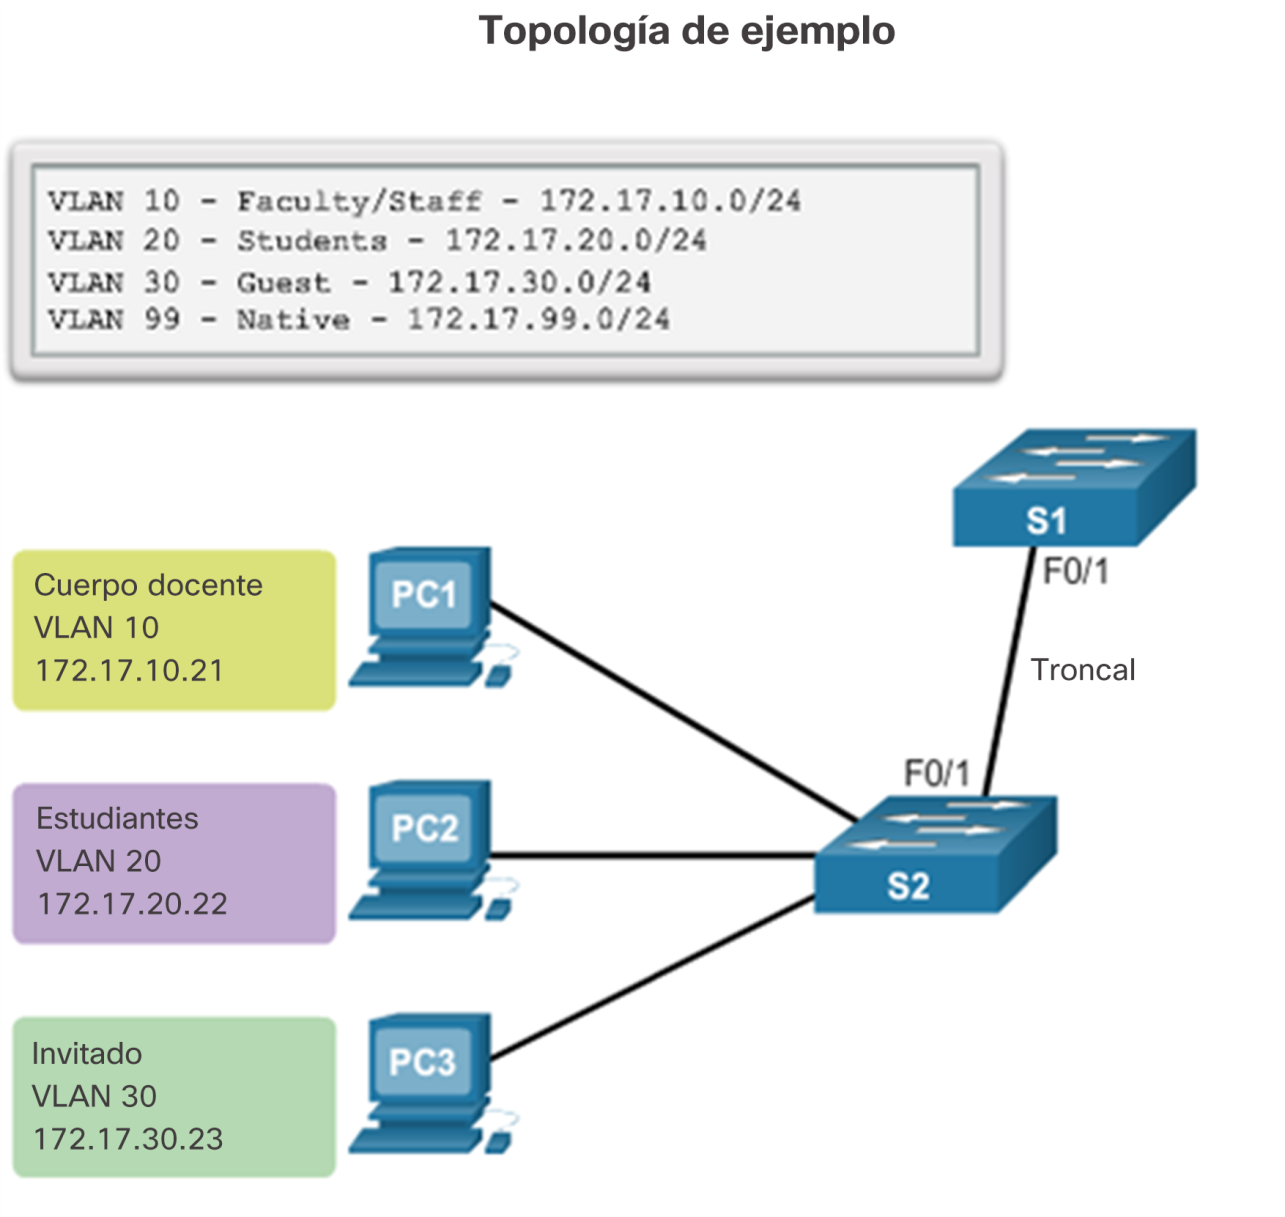 Topología de ejemplo
VLAN 10 - Faculty/Staff - 172.17.10.0/24
VLAN 20 - Students - 172.17.20.0/24
VLAN 30 - Guest - 172.17.30.0/24
VLAN 99 - Native - 172.17.99.0/24
S1
F0/1
Troncal
F0/1
S2
Cuerpo docente
VLAN 10
172.17.10.21
PC1
Estudiantes
VLAN 20
172.17.20.22
PC2
Invitado
VLAN 30
172.17.30.23
PC3